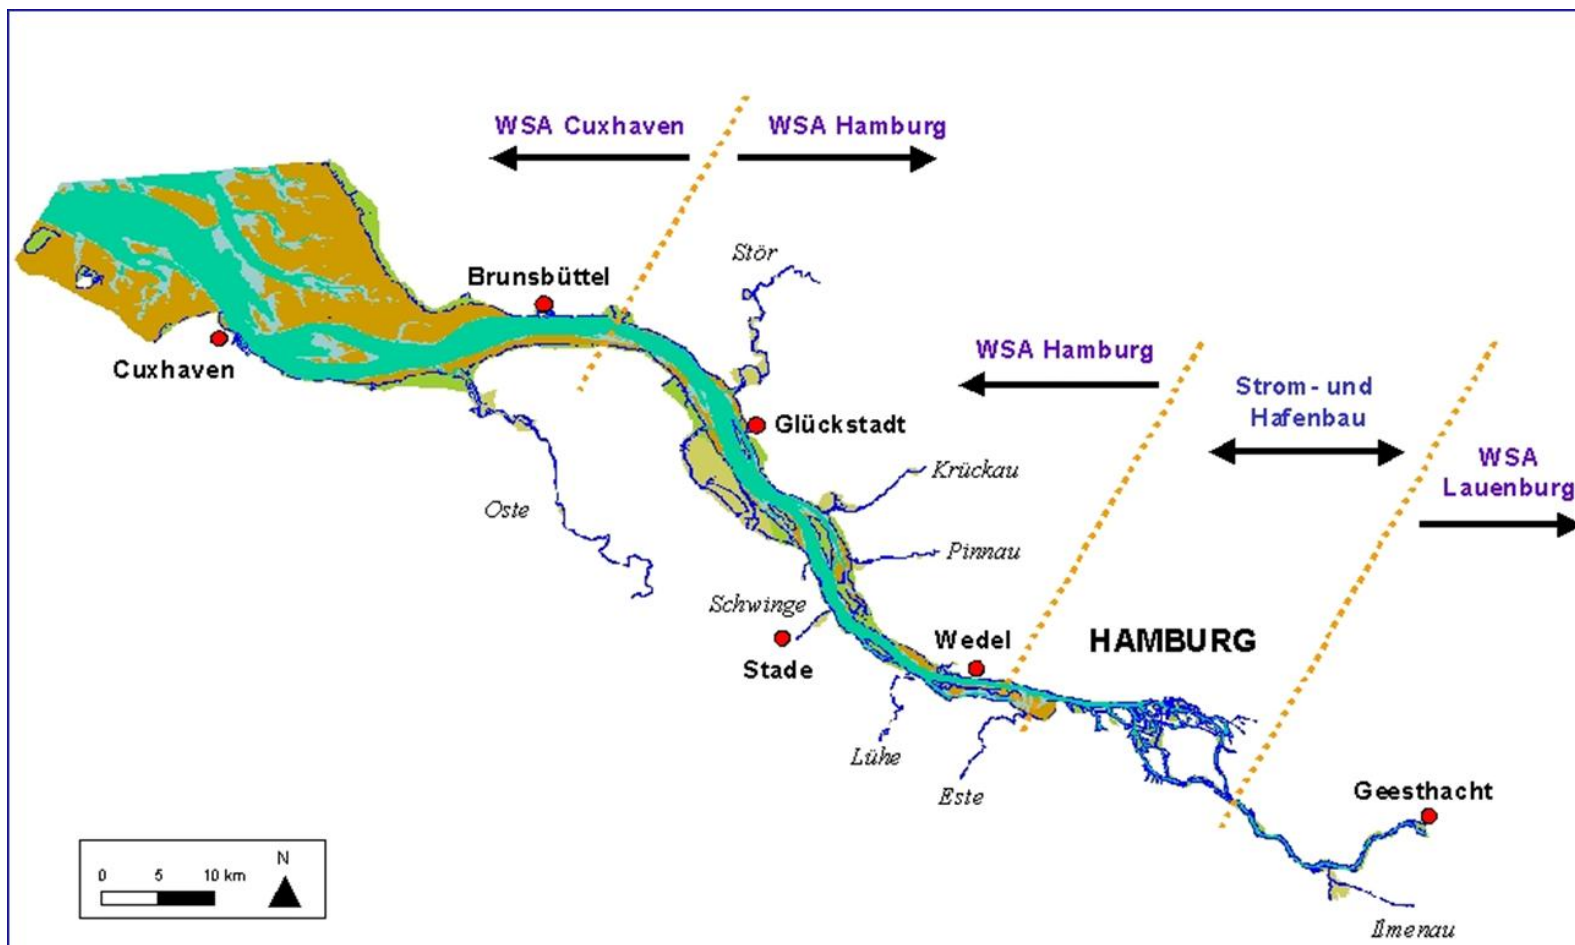 WSA Cuxhaven
WSA Hamburg
Stör
Brunsbüttel
Cuxhaven
WSA Hamburg
Strom- und
Hafenbau
Glückstadt
WSA
Lauenburg
Krückau
Oste
Pinnau
Schwinge
Stade
Wedel
HAMBURG
Lühe
Este
Geesthacht
Ilmenau
N
0 5 10 km